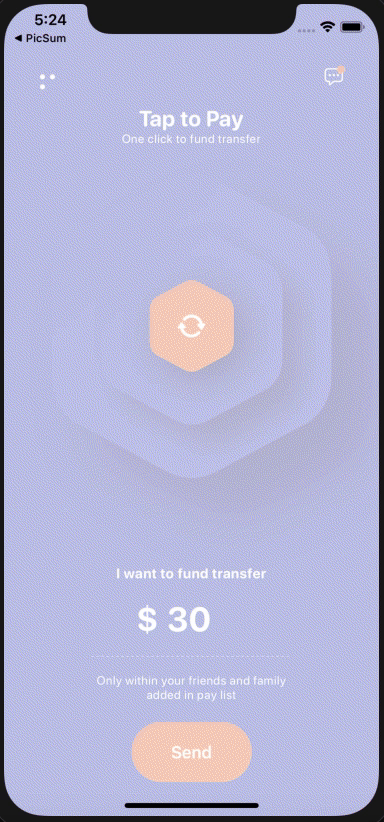 5:24
◀ PicSum
Tap to Pay
One click to fund transfer
I want to fund transfer
$ 30
Only within your friends and family
added in pay list
Send